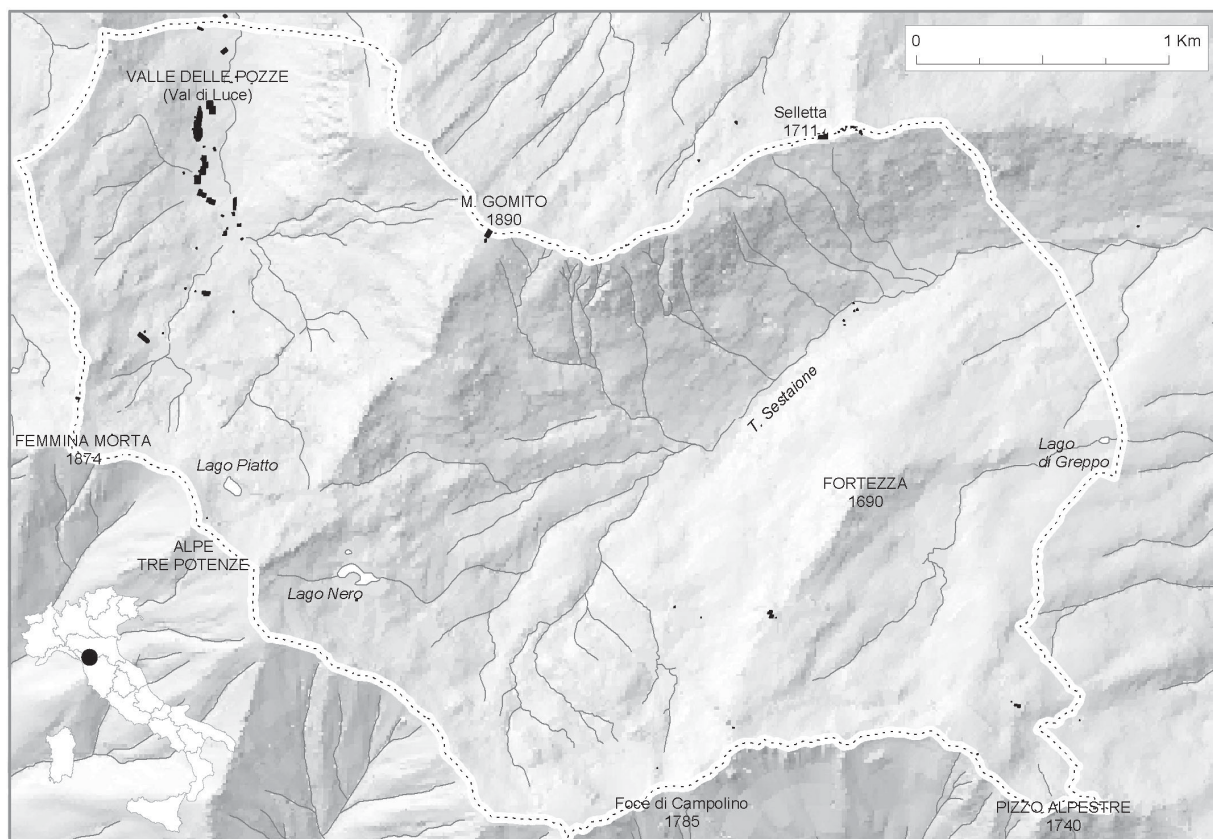 0 1 Km
VALLE DELLE POZZE
(Val di Luce)
Selletta
1711
M. GOMITO
1890
T. Sestaione
FEMMINA MORTA
1874
Lago Piatto
Lago
di Greppo
FORTEZZA
1690
ALPE
TRE POTENZE
Lago Nero
Foce di Campolino
1785
PIZZO ALPESTRE
1740